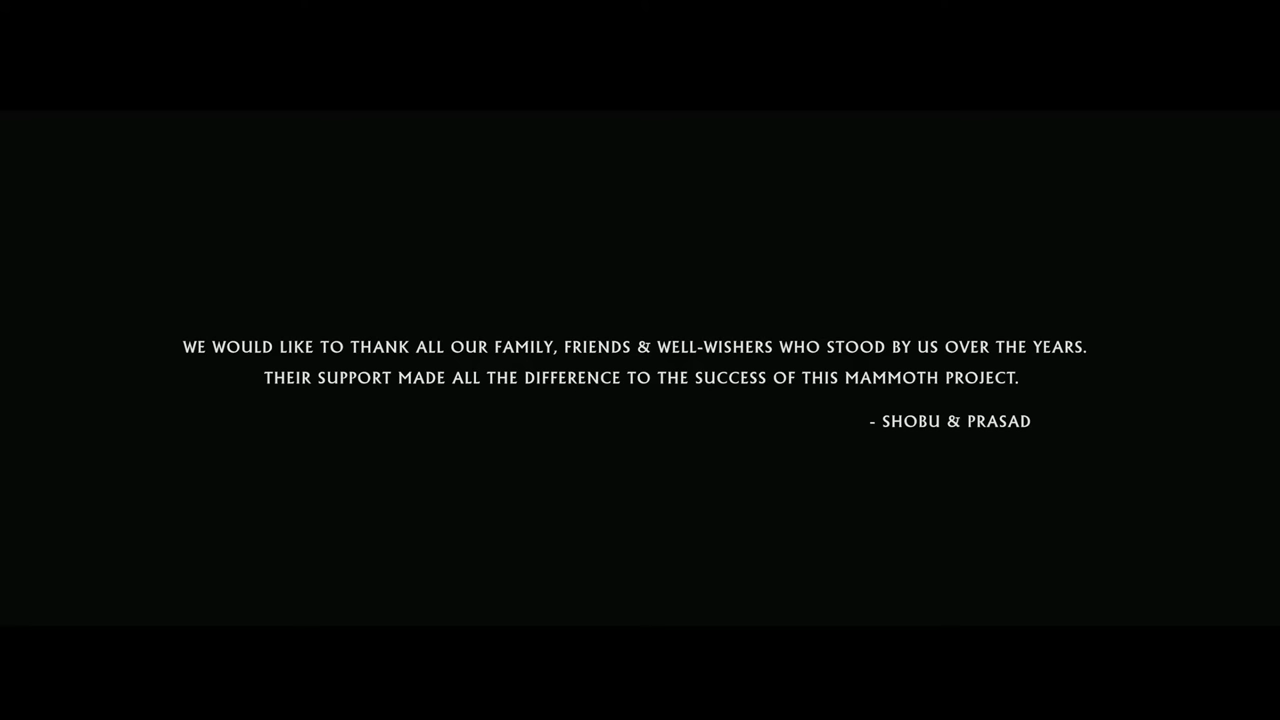 WE WOULD LIKE TO THANK ALL OUR FAMILY, FRIENDS & WELL-WISHERS WHO STOOD BY US OVER THE YEARS.
THEIR SUPPORT MADE ALL THE DIFFERENCE TO THE SUCCESS OF THIS MAMMOTH PROJECT.
- SHOBU & PRASAD